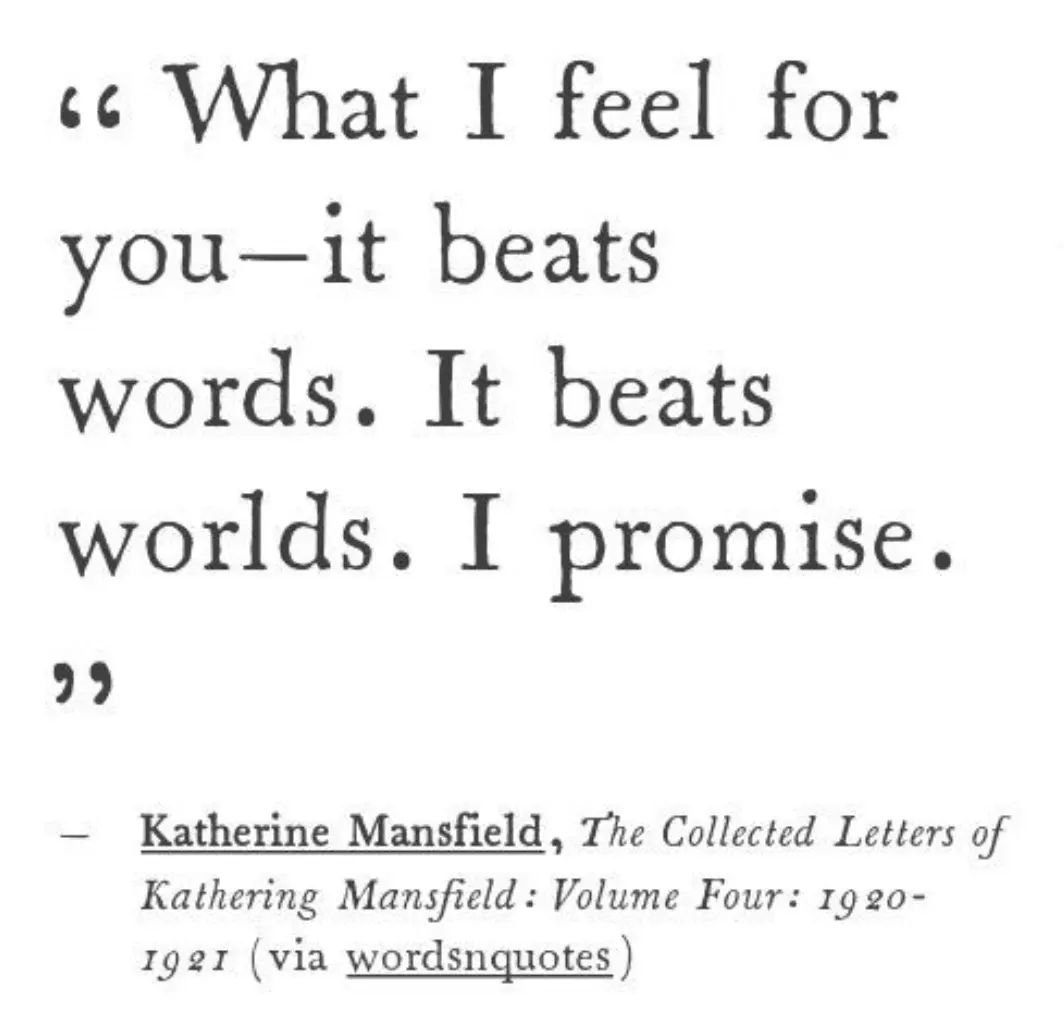 “ What I feel for
you—it beats
words. It beats
worlds. I promise.
”
— Katherine Mansfield, The Collected Letters of
Kathering Mansfield: Volume Four: 1920-
1921 (via wordsnquotes)